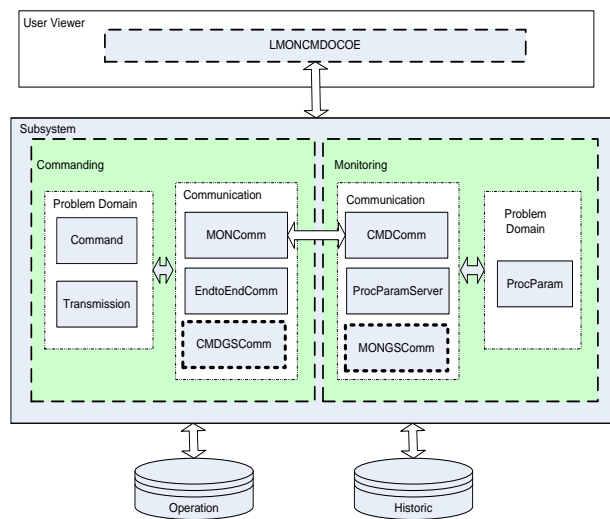 User Viewer
LMONCMDOCOE
Subsystem
Commanding
Problem Domain
Command
Transmission
Communication
MONComm
EndtoEndComm
CMDGSComm
Monitoring
Communication
CMDComm
ProcParamServer
MONGSComm
Problem
Domain
ProcParam
Operation
Historic